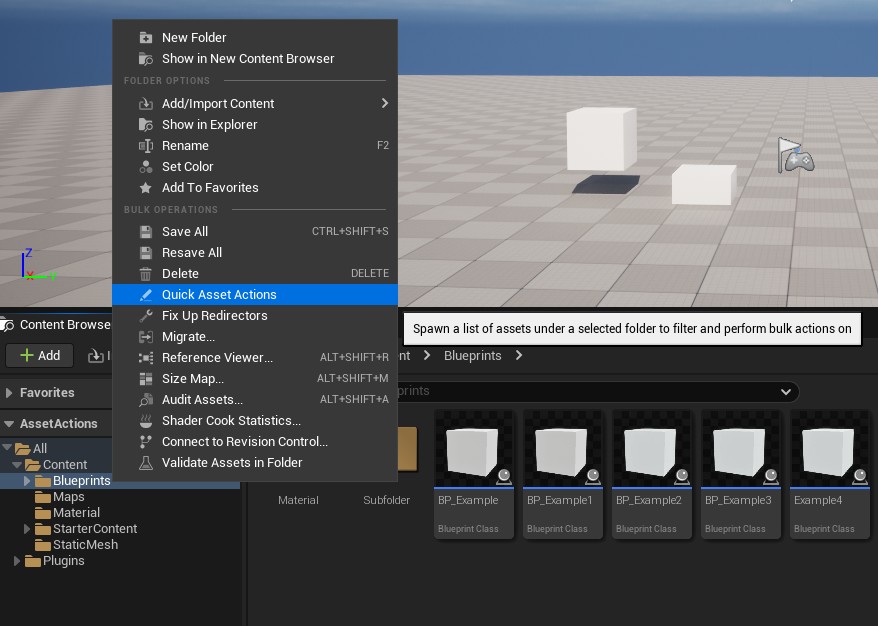 New Folder
Show in New Content Browser
FOLDER OPTIONS
Add/Import Content
Show in Explorer
Rename F2
Set Color
Add To Favorites
BULK OPERATIONS
Save All CTRL+SHIFT+S
Resave All
Delete DELETE
Quick Asset Actions
Fix Up Redirectors
Migrate...
Reference Viewer... ALT+SHIFT+R
Size Map... ALT+SHIFT+M
Audit Assets... ALT+SHIFT+A
Shader Cook Statistics...
Connect to Revision Control...
Validate Assets in Folder
Spawn a list of assets under a selected folder to filter and perform bulk actions on
Z
X Y
Content Browse
Add I
nt Blueprints
prints
Favorites
AssetActions
All
Content
Blueprints
Maps
Material
StarterContent
StaticMesh
Plugins
Material
Subfolder
BP_Example
Blueprint Class
BP_Example1
Blueprint Class
BP_Example2
Blueprint Class
BP_Example3
Blueprint Class
Example4
Blueprint Class